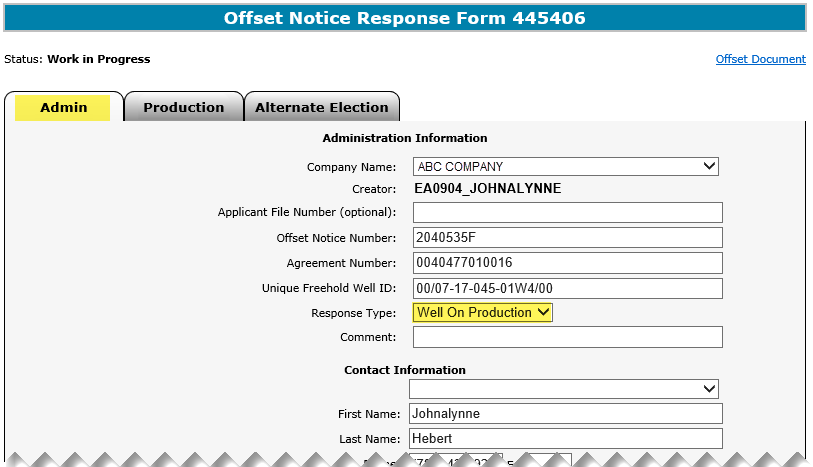 Offset Notice Response Form 445406
Status: Work in Progress Offset Document
Admin Production Alternate Election
Administration Information
Company Name: ABC COMPANY
Creator: EA0904_JOHNALYNNE
Applicant File Number (optional):
Offset Notice Number: 2040535F
Agreement Number: 0040477010016
Unique Freehold Well ID: 00/07-17-045-01W4/00
Response Type: Well On Production
Comment:
Contact Information
First Name: Johnalynne
Last Name: Hebert